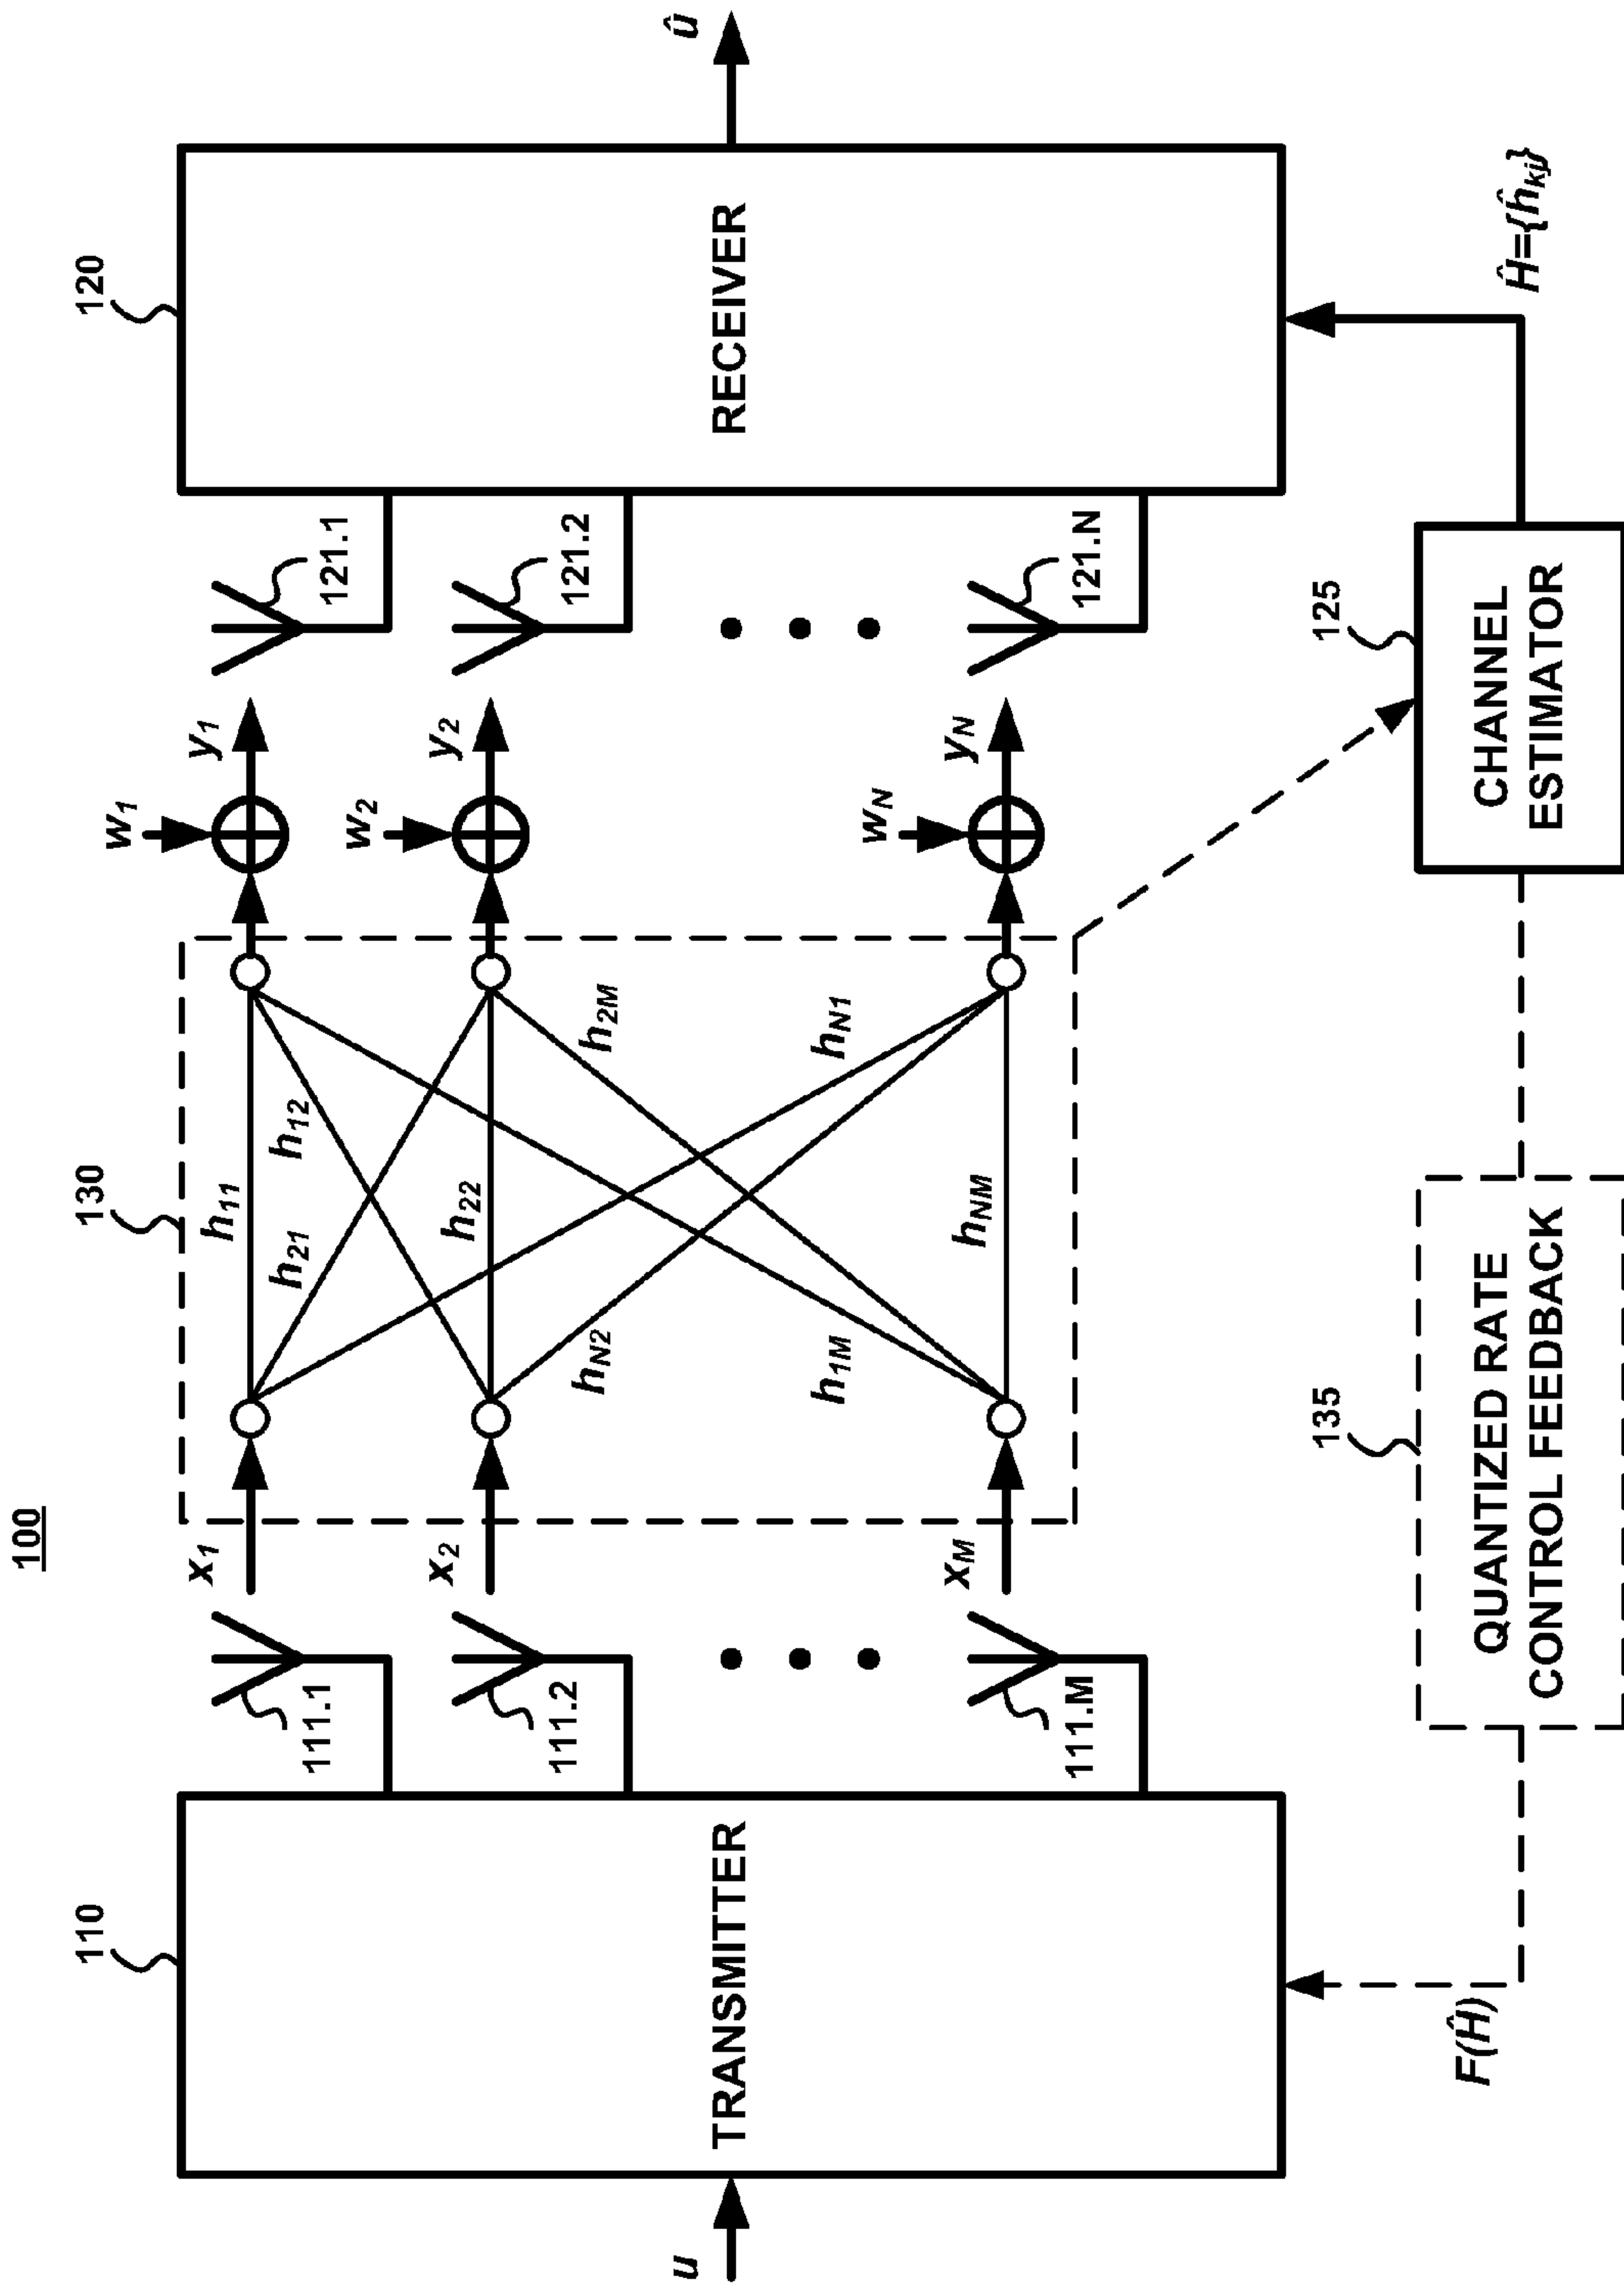 100
110
130
120
u
TRANSMITTER
111.1
111.2
111.M
x1
x2
xM
h11
h12
h21
h22
h2M
hN2
hN1
h1M
hNM
w1
w2
wN
y1
y2
yN
121.1
121.2
121.N
RECEIVER
û
F(Ĥ)
135
QUANTIZED RATE
CONTROL FEEDBACK
125
CHANNEL
ESTIMATOR
Ĥ={ĥkj}